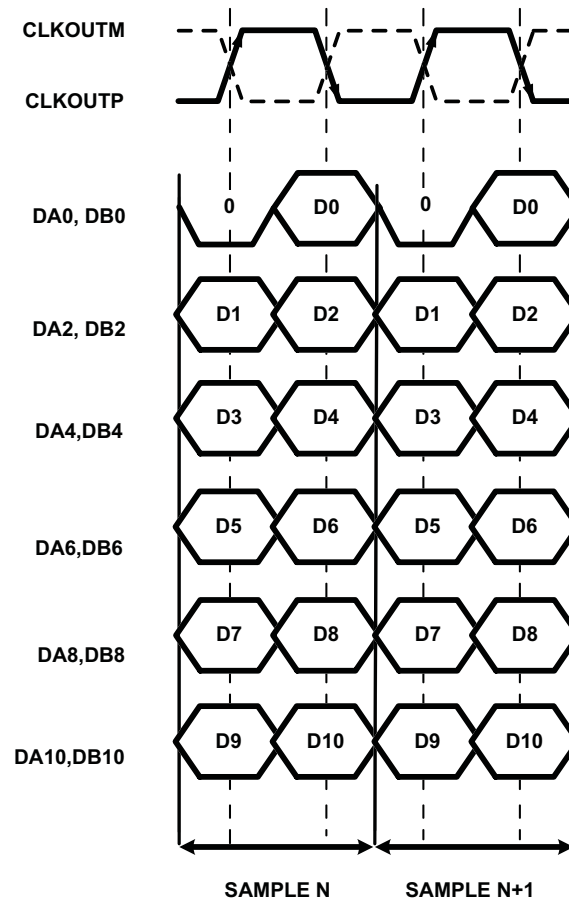 CLKOUTM
CLKOUTP
DA0, DB0 0 D0 0 D0
DA2, DB2 D1 D2 D1 D2
DA4,DB4 D3 D4 D3 D4
DA6,DB6 D5 D6 D5 D6
DA8,DB8 D7 D8 D7 D8
DA10,DB10 D9 D10 D9 D10
SAMPLE N SAMPLE N+1